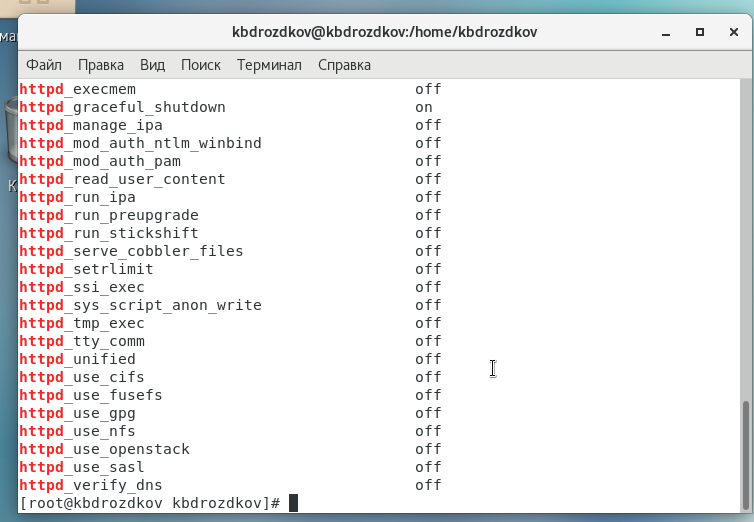 kbdrozdkov@kbdrozdkov:/home/kbdrozdkov
Файл Правка Вид Поиск Терминал Справка
httpd_execmem off
httpd_graceful_shutdown on
httpd_manage_ipa off
httpd_mod_auth_ntlm_winbind off
httpd_mod_auth_pam off
httpd_read_user_content off
httpd_run_ipa off
httpd_run_preupgrade off
httpd_run_stickshift off
httpd_serve_cobbler_files off
httpd_setrlimit off
httpd_ssi_exec off
httpd_sys_script_anon_write off
httpd_tmp_exec off
httpd_tty_comm off
httpd_unified off
httpd_use_cifs off
httpd_use_fusefs off
httpd_use_gpg off
httpd_use_nfs off
httpd_use_openstack off
httpd_use_sasl off
httpd_verify_dns off
[root@kbdrozdkov kbdrozdkov]#